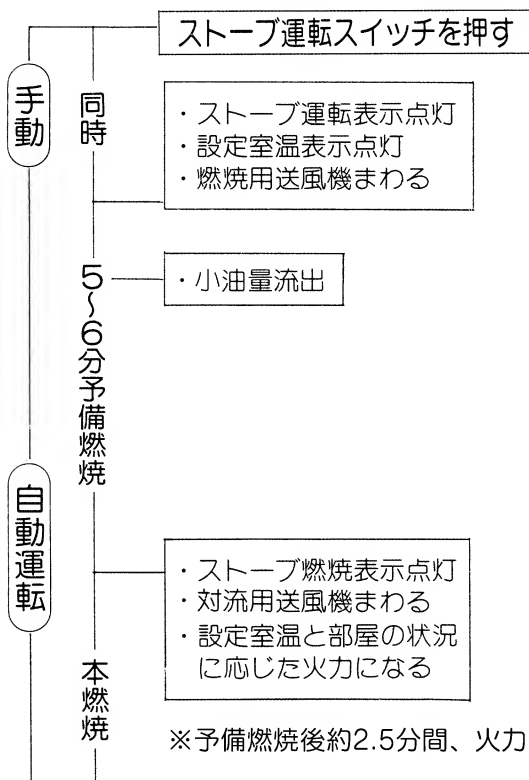 ストーブ運転スイッチを押す
手動
同時
・ストーブ運転表示点灯
・設定室温表示点灯
・燃焼用送風機まわる
5〜6分予備燃焼
・小油量流出
自動運転
・ストーブ燃焼表示点灯
・対流用送風機まわる
・設定室温と部屋の状況
に応じた火力になる
本燃焼
※予備燃焼後約2.5分間、火力